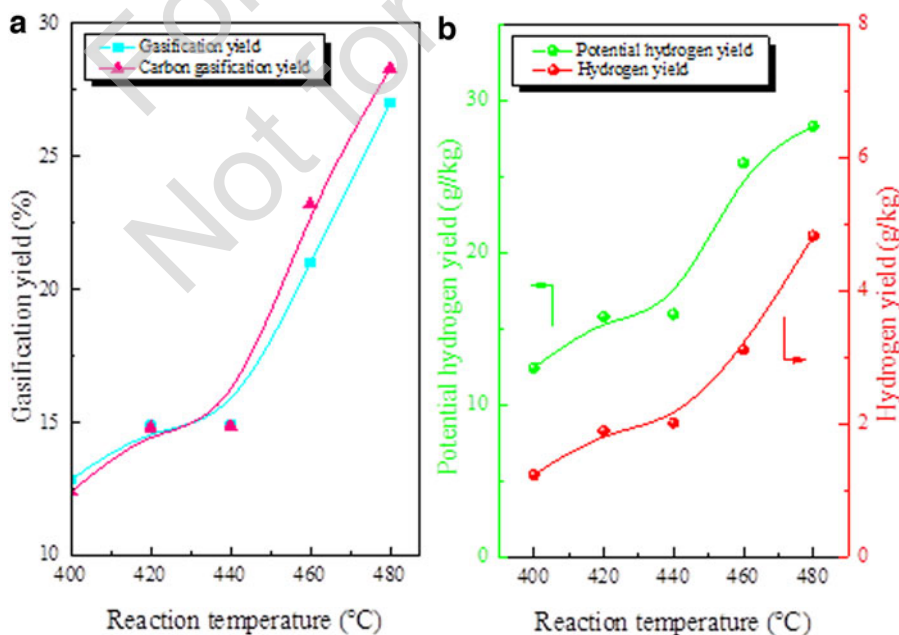 a
Gasification yield
Carbon gasification yield
30
25
20
15
10
Gasification yield (%)
400 420 440 460 480
Reaction temperature (°C)
b
Potential hydrogen yield
Hydrogen yield
30
20
10
0
Potential hydrogen yield (g//kg)
8
6
4
2
0
Hydrogen yield (g/kg)
400 420 440 460 480
Reaction temperature (°C)
Not for